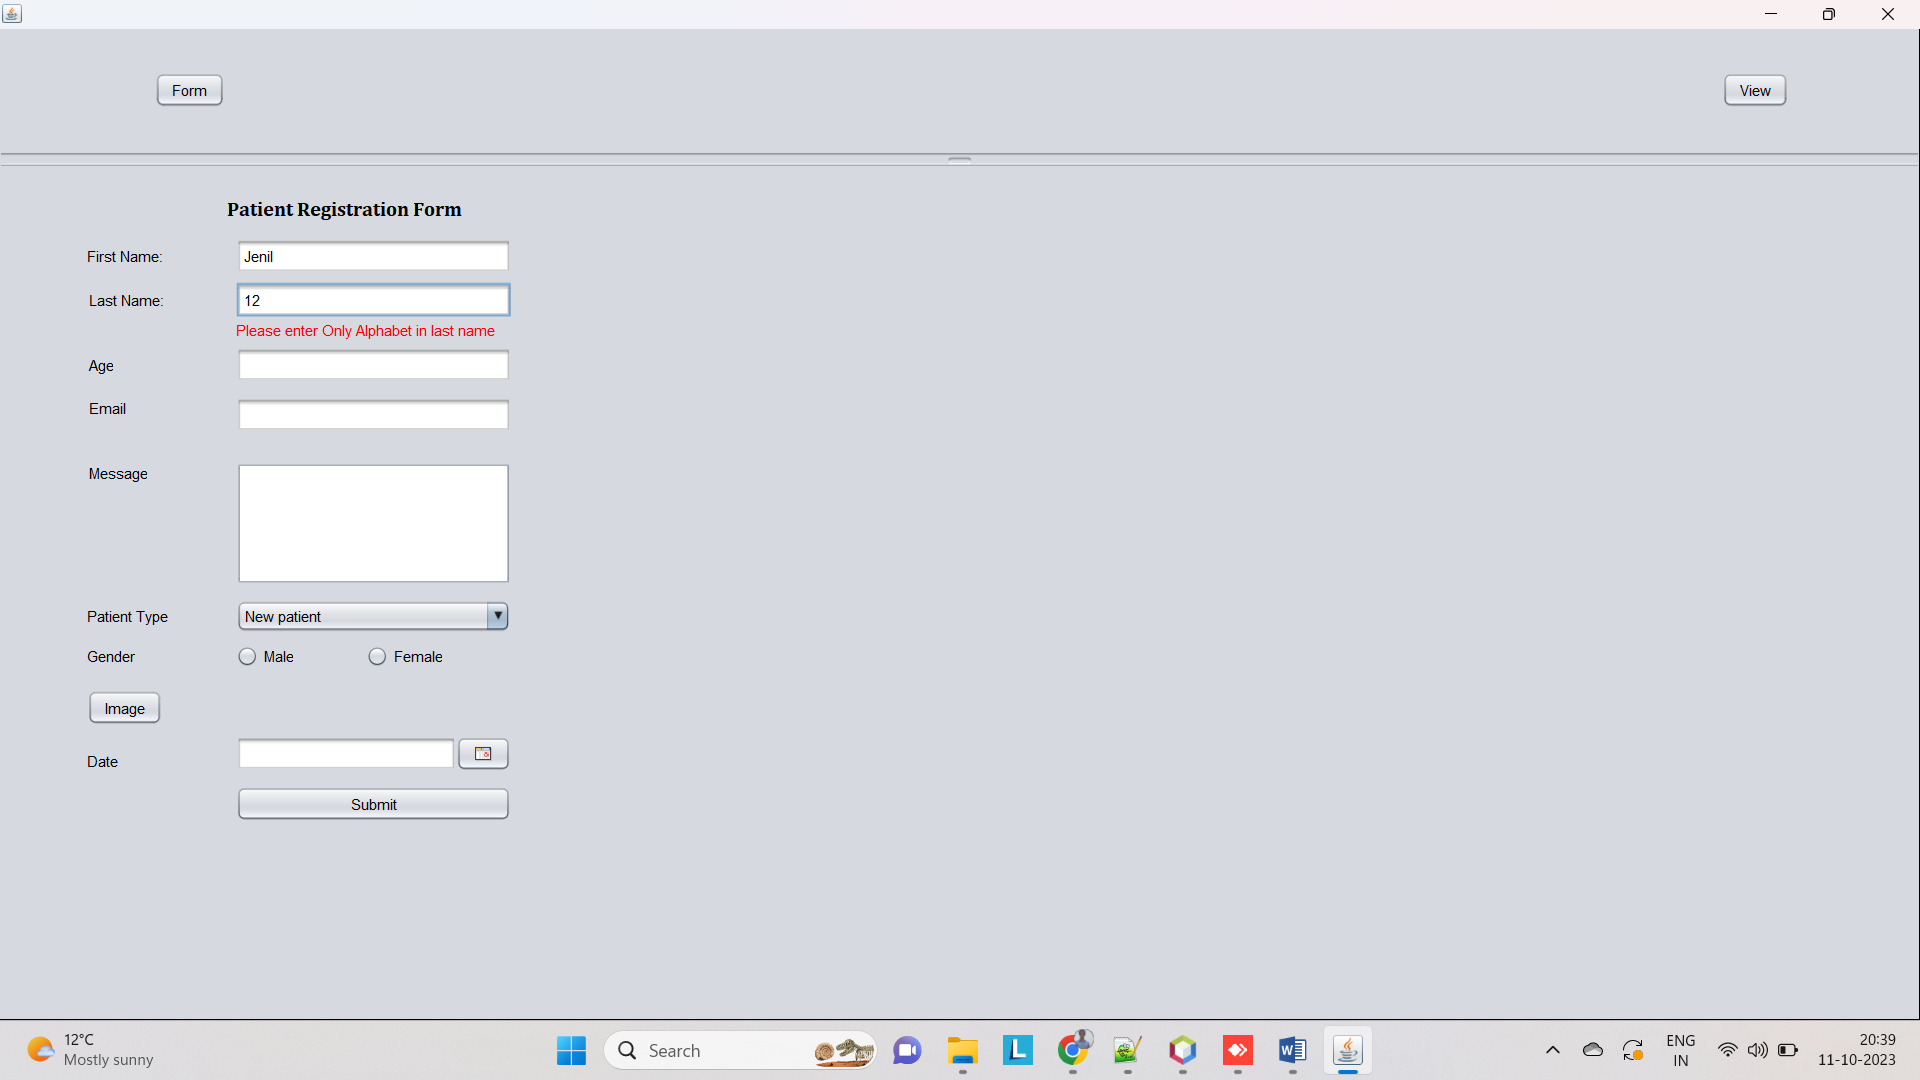 Form
View
Patient Registration Form
First Name: Jenil
Last Name: 12
Please enter Only Alphabet in last name
Age
Email
Message
Patient Type New patient
Gender Male Female
Image
Date
Submit
12°C
Mostly sunny
Search
L
W
ENG
IN
20:39
11-10-2023